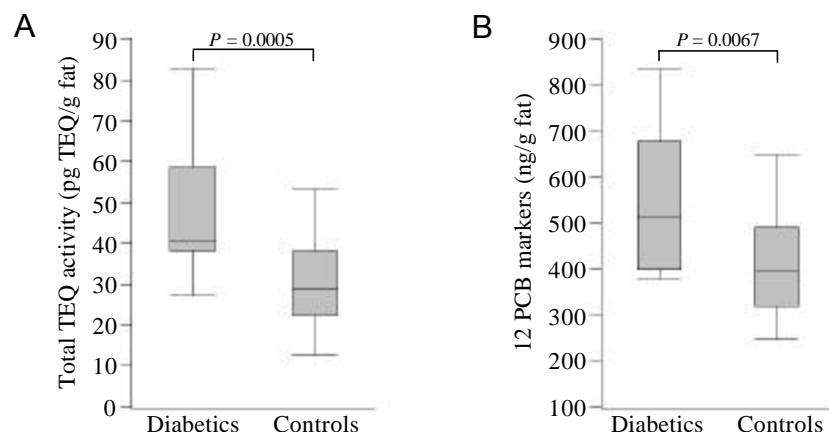 A
Total TEQ activity (pg TEQ/g fat)
90
80
70
60
50
40
30
20
10
0
P = 0.0005
Diabetics
Controls
B
12 PCB markers (ng/g fat)
900
800
700
600
500
400
300
200
100
P = 0.0067
Diabetics
Controls